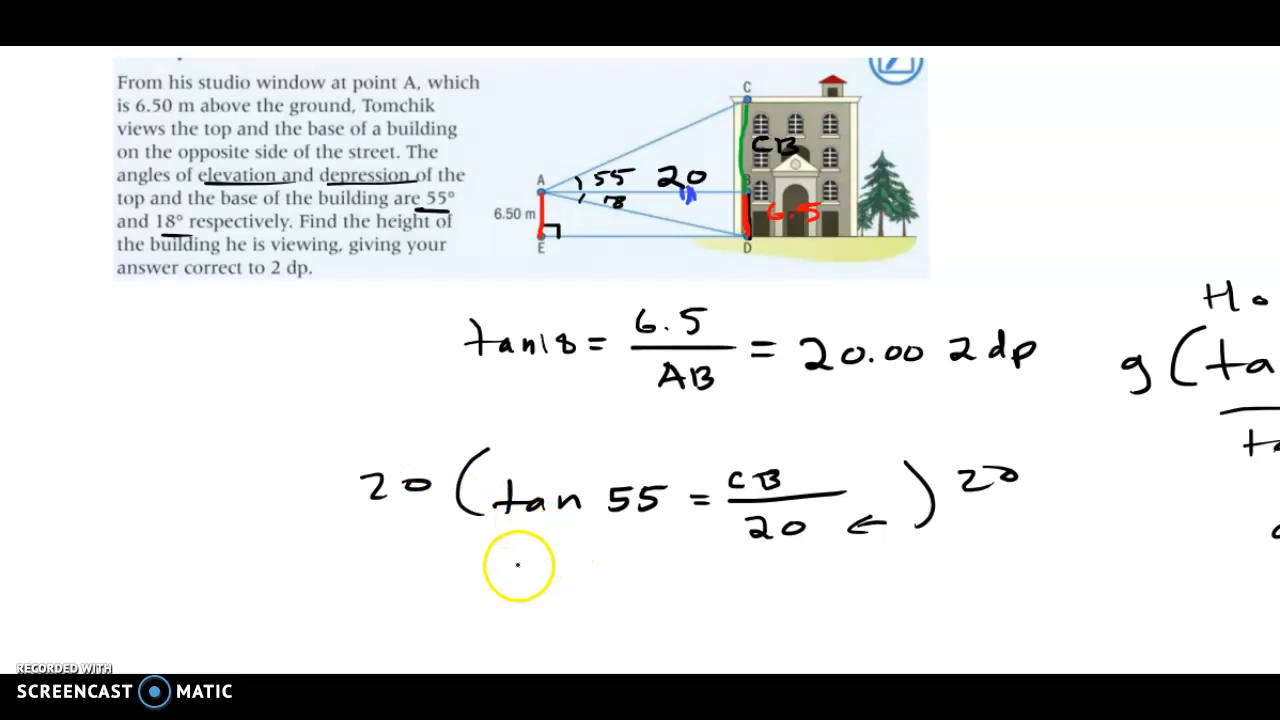 From his studio window at point A, which
is 6.50 m above the ground, Tomchik
views the top and the base of a building
on the opposite side of the street. The
angles of elevation and depression of the
top and the base of the building are 55°
and 18° respectively. Find the height of
the building he is viewing, giving your
answer correct to 2 dp.
C
CB
A
55
20
18
6.50 m
6.5
E
D
tan18 = 6.5 / AB = 20.00 2 dp
Ho
g ( ta
20 ( tan 55 = CB / 20 ← ) 20
RECORDED WITH
SCREENCAST MATIC